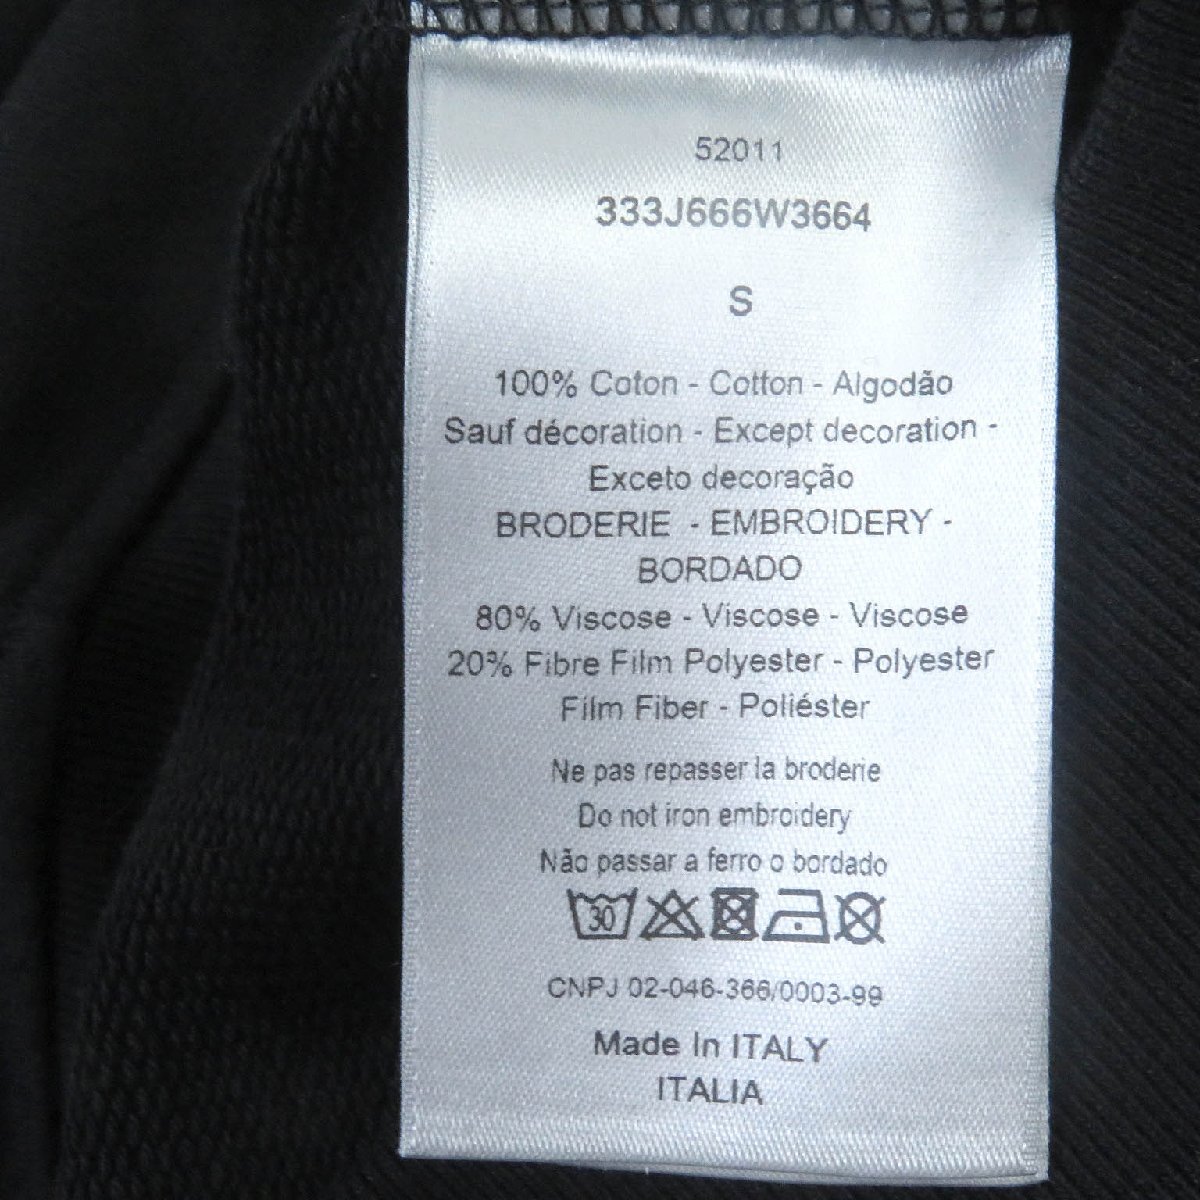 52011
333J666W3664
S
100% Coton - Cotton - Algodão
Sauf décoration - Except decoration -
Exceto decoração
BRODERIE - EMBROIDERY -
BORDADO
80% Viscose - Viscose - Viscose
20% Fibre Film Polyester - Polyester
Film Fiber - Poliéster
Ne pas repasser la broderie
Do not iron embroidery
Não passar a ferro o bordado
30
CNPJ 02-046-366/0003-99
Made In ITALY
ITALIA